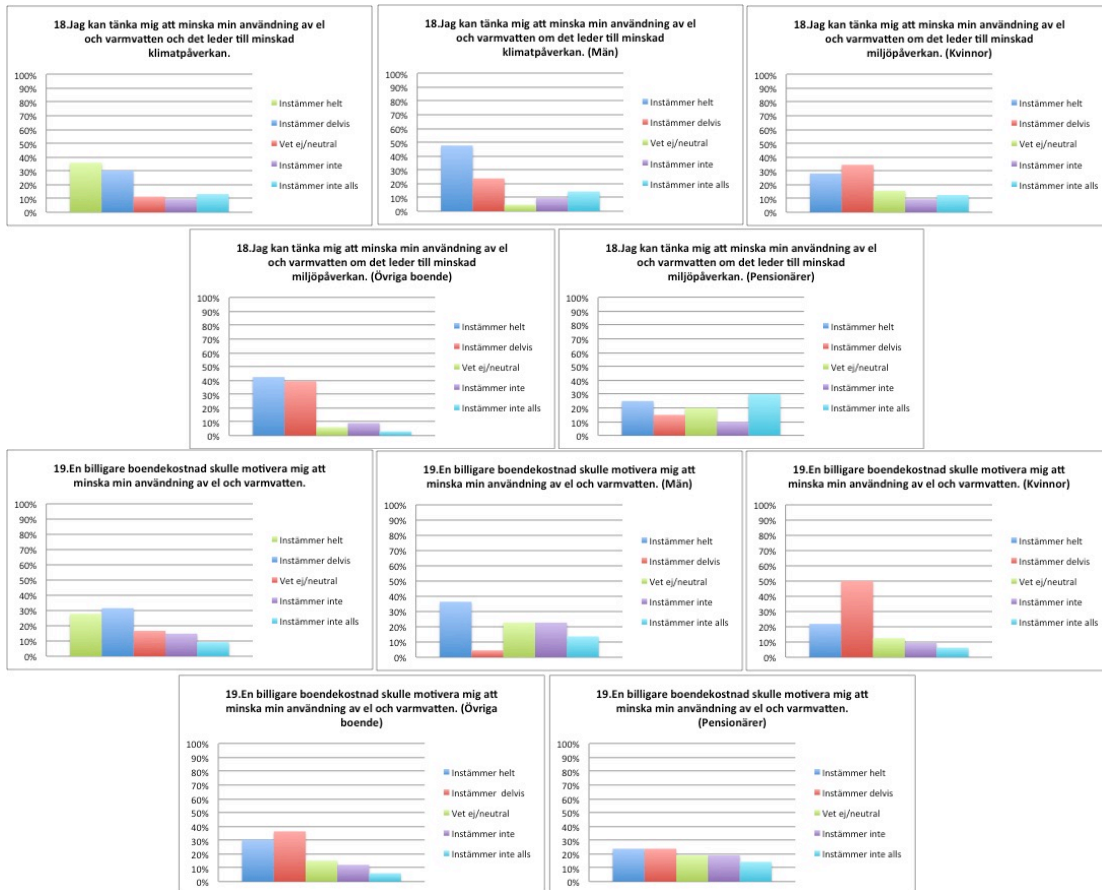 18.Jag kan tänka mig att minska min användning av el
och varmvatten och det leder till minskad
klimatpåverkan.
100%
90%
80%
70%
60%
50%
40%
30%
20%
10%
0%
Instämmer helt
Instämmer delvis
Vet ej/neutral
Instämmer inte
Instämmer inte alls
18.Jag kan tänka mig att minska min användning av el
och varmvatten om det leder till minskad
klimatpåverkan. (Män)
100%
90%
80%
70%
60%
50%
40%
30%
20%
10%
0%
Instämmer helt
Instämmer delvis
Vet ej/neutral
Instämmer inte
Instämmer inte alls
18.Jag kan tänka mig att minska min användning av el
och varmvatten om det leder till minskad
miljöpåverkan. (Kvinnor)
100%
90%
80%
70%
60%
50%
40%
30%
20%
10%
0%
Instämmer helt
Instämmer delvis
Vet ej/neutral
Instämmer inte
Instämmer inte alls
18.Jag kan tänka mig att minska min användning av el
och varmvatten om det leder till minskad
miljöpåverkan. (Övriga boende)
100%
90%
80%
70%
60%
50%
40%
30%
20%
10%
0%
Instämmer helt
Instämmer delvis
Vet ej/neutral
Instämmer inte
Instämmer inte alls
18.Jag kan tänka mig att minska min användning av el
och varmvatten om det leder till minskad
miljöpåverkan. (Pensionärer)
100%
90%
80%
70%
60%
50%
40%
30%
20%
10%
0%
Instämmer helt
Instämmer delvis
Vet ej/neutral
Instämmer inte
Instämmer inte alls
19.En billigare boendekostnad skulle motivera mig att
minska min användning av el och varmvatten.
100%
90%
80%
70%
60%
50%
40%
30%
20%
10%
0%
Instämmer helt
Instämmer delvis
Vet ej/neutral
Instämmer inte
Instämmer inte alls
19.En billigare boendekostnad skulle motivera mig att
minska min användning av el och varmvatten. (Män)
100%
90%
80%
70%
60%
50%
40%
30%
20%
10%
0%
Instämmer helt
Instämmer delvis
Vet ej/neutral
Instämmer inte
Instämmer inte alls
19.En billigare boendekostnad skulle motivera mig att
minska min användning av el och varmvatten. (Kvinnor)
100%
90%
80%
70%
60%
50%
40%
30%
20%
10%
0%
Instämmer helt
Instämmer delvis
Vet ej/neutral
Instämmer inte
Instämmer inte alls
19.En billigare boendekostnad skulle motivera mig att
minska min användning av el och varmvatten. (Övriga
boende)
100%
90%
80%
70%
60%
50%
40%
30%
20%
10%
0%
Instämmer helt
Instämmer delvis
Vet ej/neutral
Instämmer inte
Instämmer inte alls
19.En billigare boendekostnad skulle motivera mig att
minska min användning av el och varmvatten.
(Pensionärer)
100%
90%
80%
70%
60%
50%
40%
30%
20%
10%
0%
Instämmer helt
Instämmer delvis
Vet ej/neutral
Instämmer inte
Instämmer inte alls